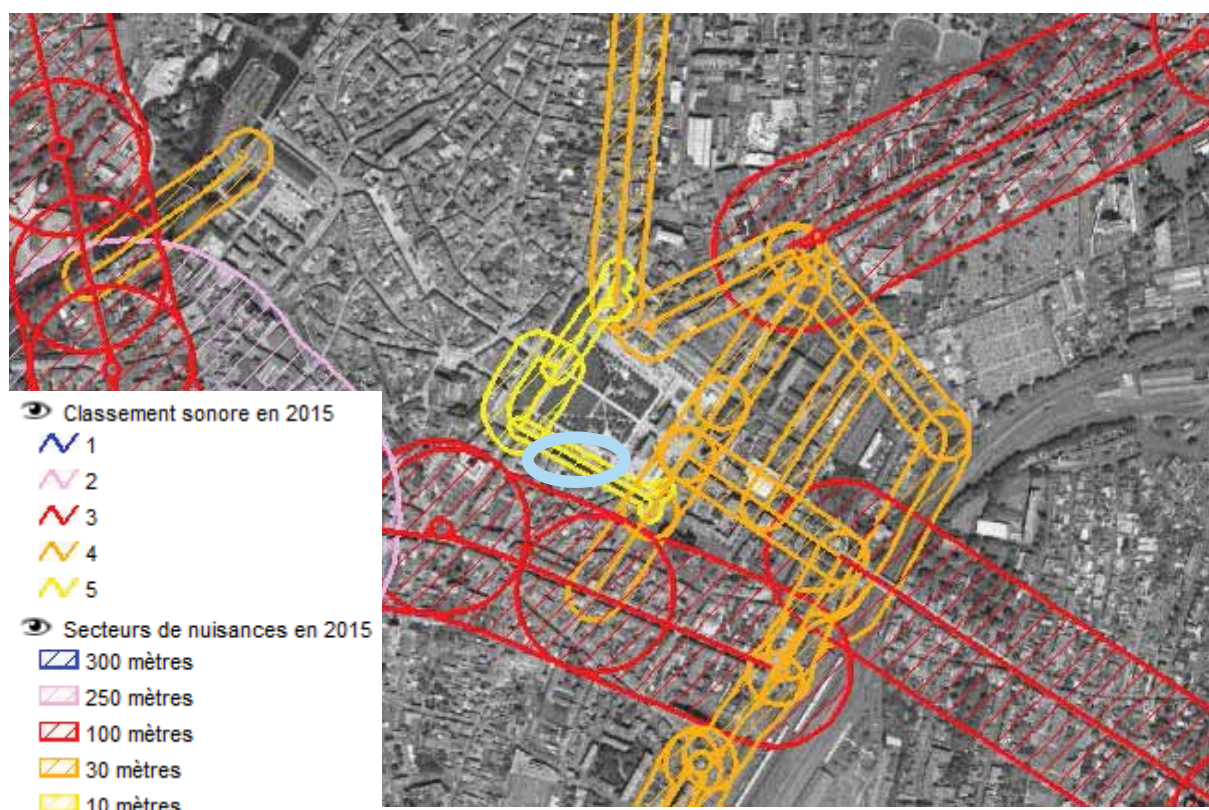 Classement sonore en 2015
1
2
3
4
5
Secteurs de nuisances en 2015
300 mètres
250 mètres
100 mètres
30 mètres
10 mètres